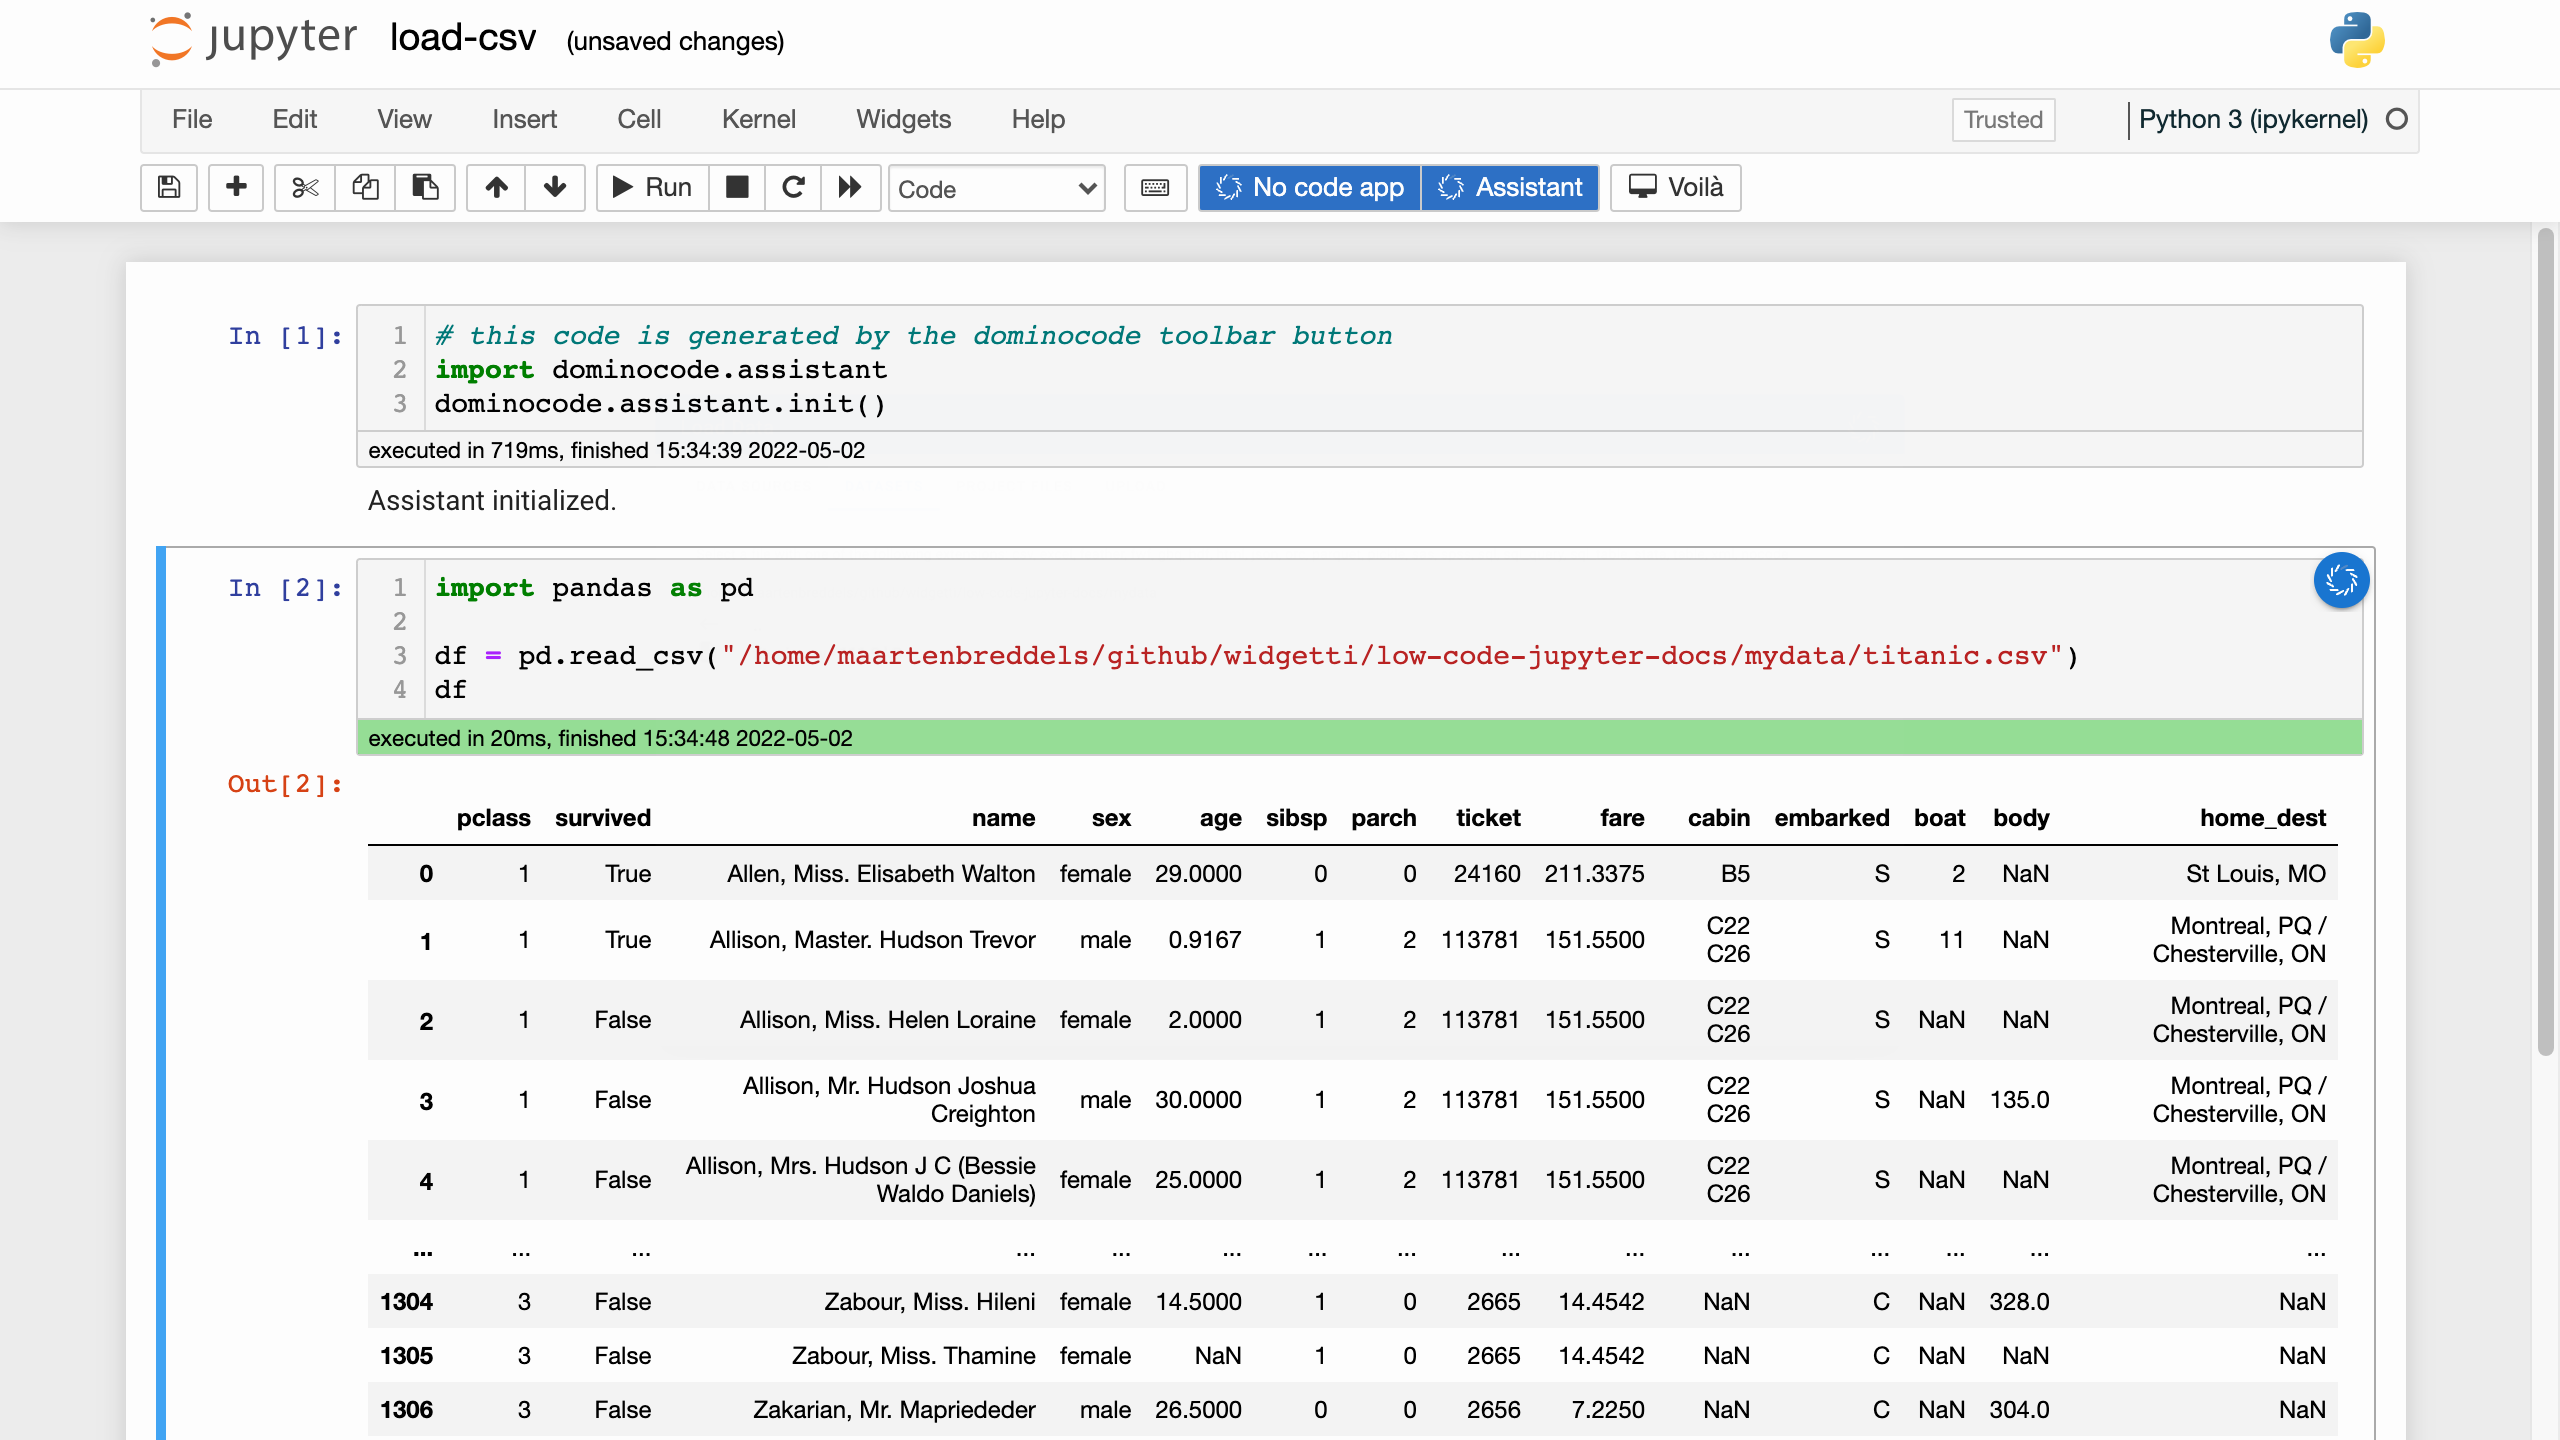 jupyter load-csv (unsaved changes)
File Edit View Insert Cell Kernel Widgets Help Trusted Python 3 (ipykernel)
Run Code No code app Assistant Voilà
In [1]:
1 # this code is generated by the dominocode toolbar button
2 import dominocode.assistant
3 dominocode.assistant.init()
executed in 719ms, finished 15:34:39 2022-05-02
Assistant initialized.
In [2]:
1 import pandas as pd
2
3 df = pd.read_csv("/home/maartenbreddels/github/widgetti/low-code-jupyter-docs/mydata/titanic.csv")
4 df
executed in 20ms, finished 15:34:48 2022-05-02
Out[2]:
pclass survived name sex age sibsp parch ticket fare cabin embarked boat body home_dest
0 1 True Allen, Miss. Elisabeth Walton female 29.0000 0 0 24160 211.3375 B5 S 2 NaN St Louis, MO
1 1 True Allison, Master. Hudson Trevor male 0.9167 1 2 113781 151.5500 C22 C26 S 11 NaN Montreal, PQ / Chesterville, ON
2 1 False Allison, Miss. Helen Loraine female 2.0000 1 2 113781 151.5500 C22 C26 S NaN NaN Montreal, PQ / Chesterville, ON
3 1 False Allison, Mr. Hudson Joshua Creighton male 30.0000 1 2 113781 151.5500 C22 C26 S NaN 135.0 Montreal, PQ / Chesterville, ON
4 1 False Allison, Mrs. Hudson J C (Bessie Waldo Daniels) female 25.0000 1 2 113781 151.5500 C22 C26 S NaN NaN Montreal, PQ / Chesterville, ON
... ... ... ... ... ... ... ... ... ... ... ... ... ... ...
1304 3 False Zabour, Miss. Hileni female 14.5000 1 0 2665 14.4542 NaN C NaN 328.0 NaN
1305 3 False Zabour, Miss. Thamine female NaN 1 0 2665 14.4542 NaN C NaN NaN NaN
1306 3 False Zakarian, Mr. Mapriededer male 26.5000 0 0 2656 7.2250 NaN C NaN 304.0 NaN